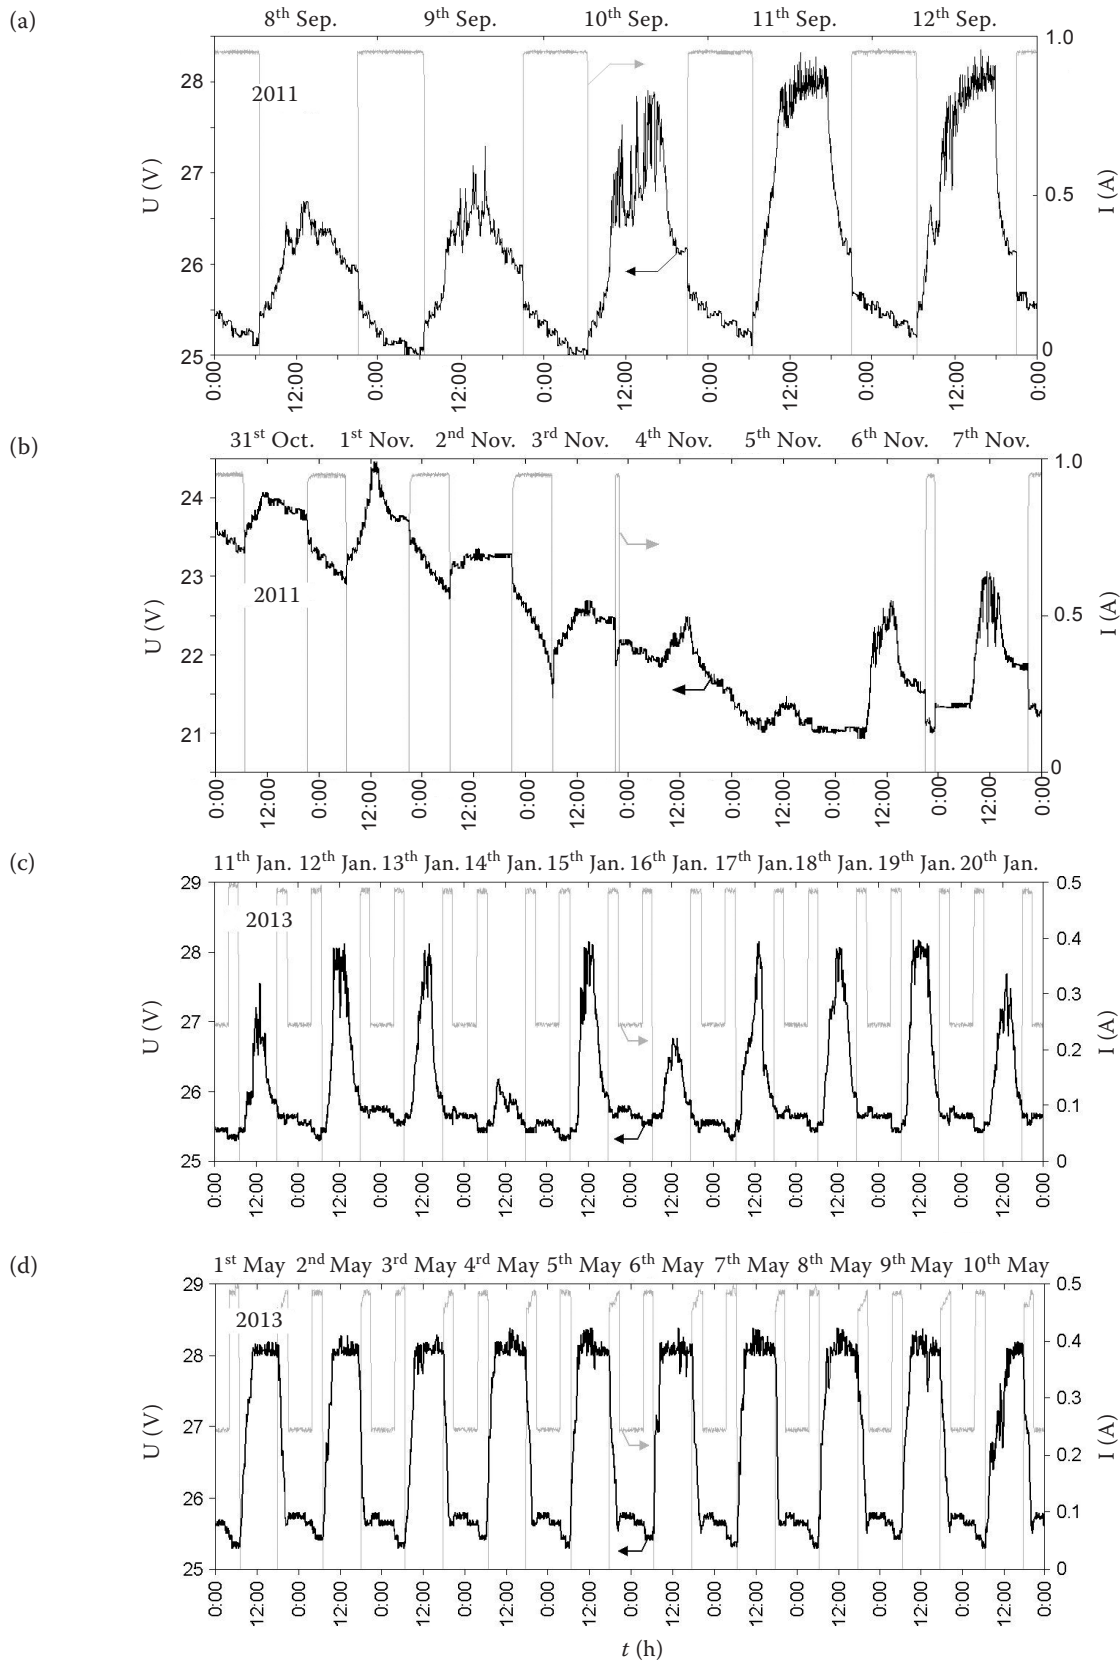 (a)
8th Sep. 9th Sep. 10th Sep. 11th Sep. 12th Sep.
28
27
26
25
U (V)
2011
1.0
0.5
0
I (A)
0:00 12:00 0:00 12:00 0:00 12:00 0:00 12:00 0:00 12:00 0:00
(b)
31st Oct. 1st Nov. 2nd Nov. 3rd Nov. 4th Nov. 5th Nov. 6th Nov. 7th Nov.
24
23
22
21
U (V)
2011
1.0
0.5
0
I (A)
0:00 12:00 0:00 12:00 0:00 12:00 0:00 12:00 0:00 12:00 0:00 12:00 0:00 12:00 0:00 12:00 0:00
(c)
11th Jan. 12th Jan. 13th Jan. 14th Jan. 15th Jan. 16th Jan. 17th Jan. 18th Jan. 19th Jan. 20th Jan.
29
28
27
26
25
U (V)
2013
0.5
0.4
0.3
0.2
0.1
0
I (A)
0:00 12:00 0:00 12:00 0:00 12:00 0:00 12:00 0:00 12:00 0:00 12:00 0:00 12:00 0:00 12:00 0:00 12:00 0:00 12:00 0:00
(d)
1st May 2nd May 3rd May 4rd May 5th May 6th May 7th May 8th May 9th May 10th May
29
28
27
26
25
U (V)
2013
0.5
0.4
0.3
0.2
0.1
0
I (A)
0:00 12:00 0:00 12:00 0:00 12:00 0:00 12:00 0:00 12:00 0:00 12:00 0:00 12:00 0:00 12:00 0:00 12:00 0:00 12:00 0:00
t (h)